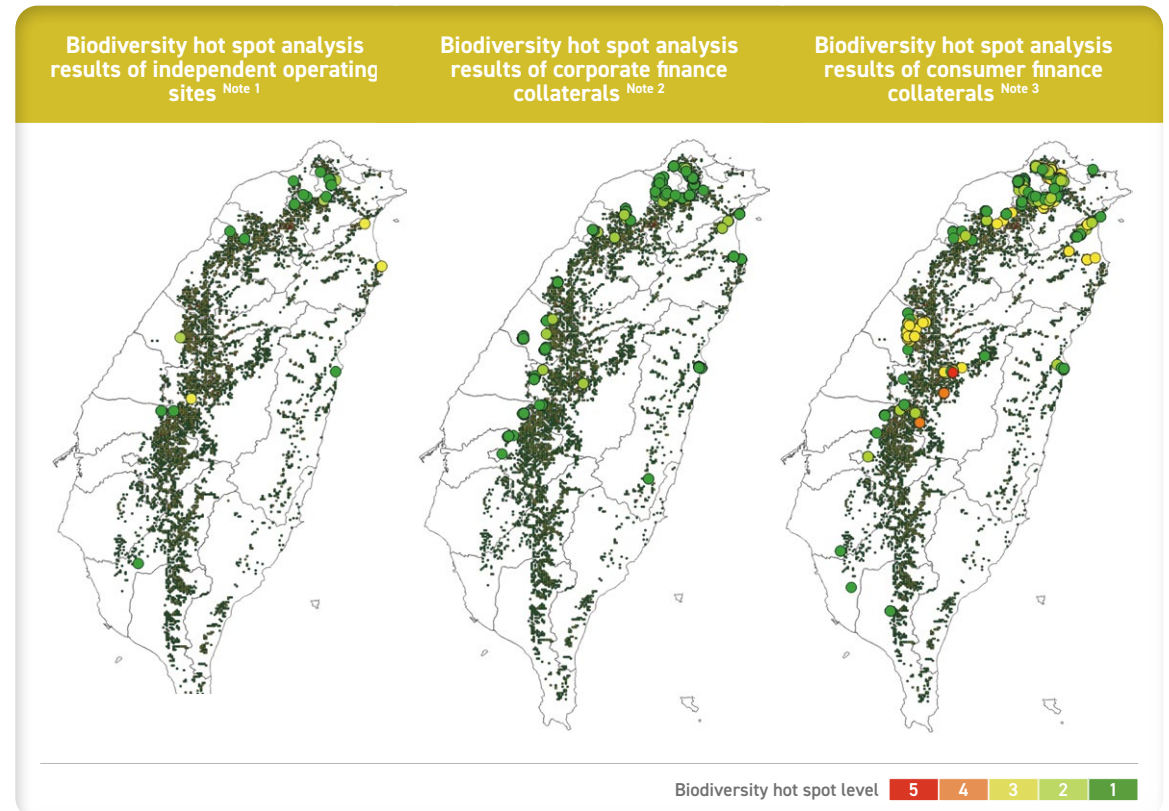 Biodiversity hot spot analysis
results of independent operating
sites Note 1
Biodiversity hot spot analysis
results of corporate finance
collaterals Note 2
Biodiversity hot spot analysis
results of consumer finance
collaterals Note 3
Biodiversity hot spot level 5 4 3 2 1